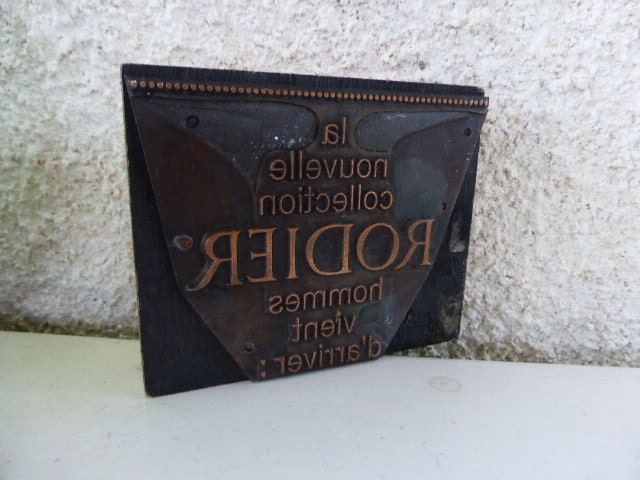 la
nouvelle
collection
RODIER
hommes
vient
d'arriver: